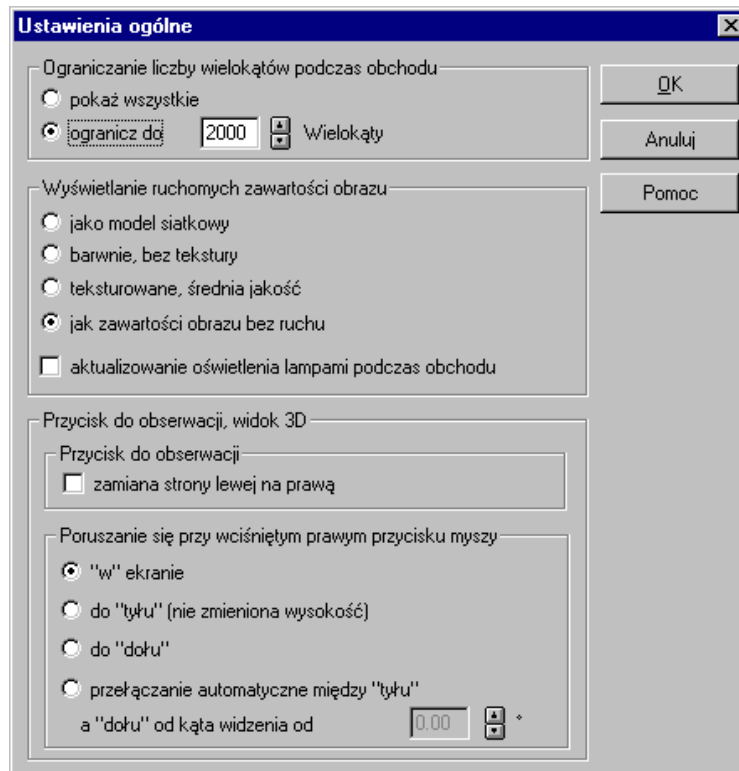 Ustawienia ogólne
Ograniczanie liczby wielokątów podczas obchodu
pokaż wszystkie
ogranicz do 2000 Wielokąty
OK
Anuluj
Pomoc
Wyświetlanie ruchomych zawartości obrazu
jako model siatkowy
barwnie, bez tekstury
teksturowane, średnia jakość
jak zawartości obrazu bez ruchu
aktualizowanie oświetlenia lampami podczas obchodu
Przycisk do obserwacji, widok 3D
Przycisk do obserwacji
zamiana strony lewej na prawą
Poruszanie się przy wciśniętym prawym przycisku myszy
"w" ekranie
do "tyłu" (nie zmieniona wysokość)
do "dołu"
przełączanie automatyczne między "tyłu"
a "dołu" od kąta widzenia od 0.00 °